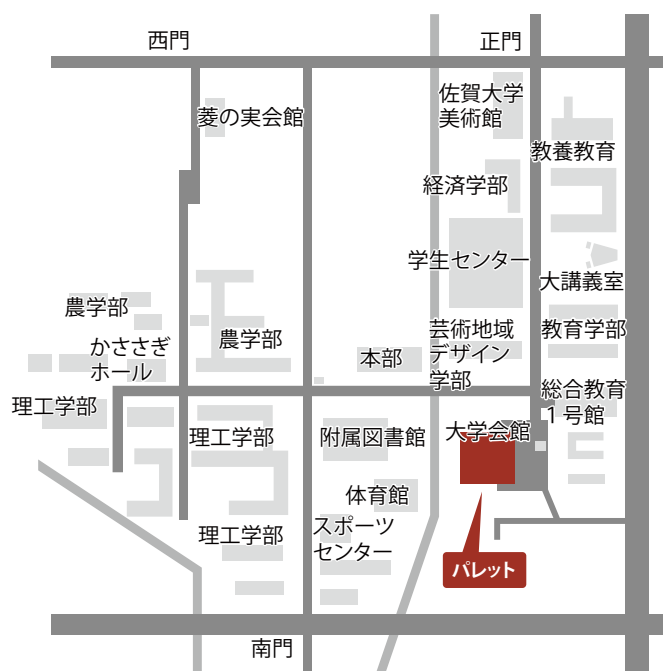 西門
正門
菱の実会館
佐賀大学
美術館
教養教育
経済学部
学生センター
大講義室
農学部
農学部
かささぎ
ホール
本部
芸術地域
デザイン
学部
教育学部
理工学部
総合教育
1号館
理工学部
附属図書館
大学会館
体育館
理工学部
スポーツ
センター
パレット
南門